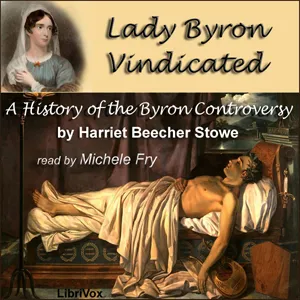 Lady Byron
Vindicated
A History of the Byron Controversy
by Harriet Beecher Stowe
read by Michele Fry
LibriVox